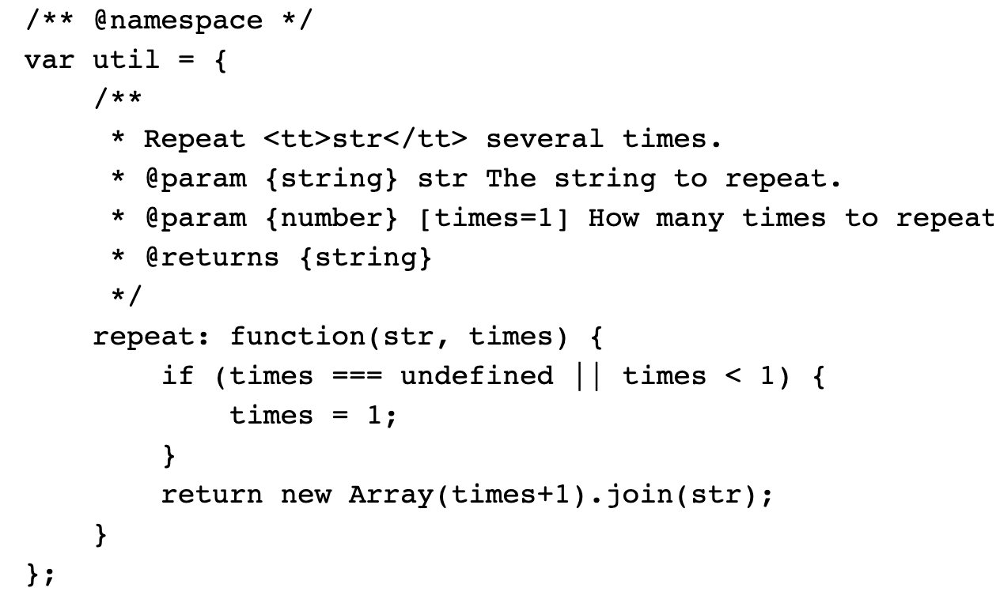 /** @namespace */
var util = {
    /**
     * Repeat <tt>str</tt> several times.
     * @param {string} str The string to repeat.
     * @param {number} [times=1] How many times to repeat
     * @returns {string}
     */
    repeat: function(str, times) {
        if (times === undefined || times < 1) {
            times = 1;
        }
        return new Array(times+1).join(str);
    }
};